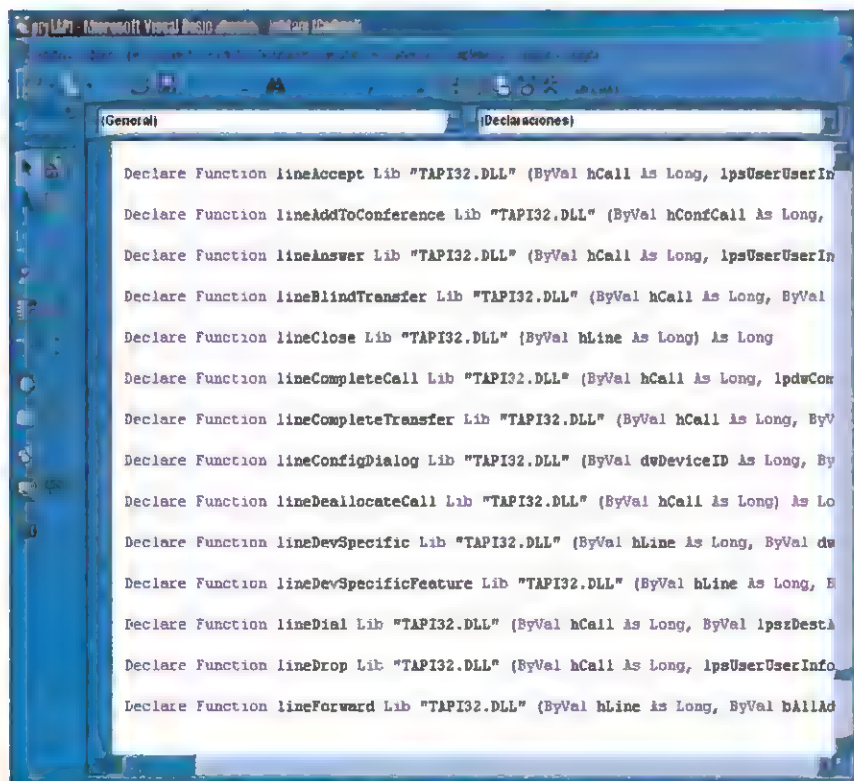 Microsoft Visual Basic
(General) (Declaraciones)
Declare Function lineAccept Lib "TAPI32.DLL" (ByVal hCall As Long, lpsUserUserIn
Declare Function lineAddToConference Lib "TAPI32.DLL" (ByVal hConfCall As Long,
Declare Function lineAnswer Lib "TAPI32.DLL" (ByVal hCall As Long, lpsUserUserIn
Declare Function lineBlindTransfer Lib "TAPI32.DLL" (ByVal hCall As Long, ByVal
Declare Function lineClose Lib "TAPI32.DLL" (ByVal hLine As Long) As Long
Declare Function lineCompleteCall Lib "TAPI32.DLL" (ByVal hCall As Long, lpdwCom
Declare Function lineCompleteTransfer Lib "TAPI32.DLL" (ByVal hCall As Long, ByV
Declare Function lineConfigDialog Lib "TAPI32.DLL" (ByVal dwDeviceID As Long, By
Declare Function lineDeallocateCall Lib "TAPI32.DLL" (ByVal hCall As Long) As Lo
Declare Function lineDevSpecific Lib "TAPI32.DLL" (ByVal hLine As Long, ByVal dw
Declare Function lineDevSpecificFeature Lib "TAPI32.DLL" (ByVal hLine As Long, B
Declare Function lineDial Lib "TAPI32.DLL" (ByVal hCall As Long, ByVal lpszDestA
Declare Function lineDrop Lib "TAPI32.DLL" (ByVal hCall As Long, lpsUserUserInfo
Declare Function lineForward Lib "TAPI32.DLL" (ByVal hLine As Long, ByVal bAllAd